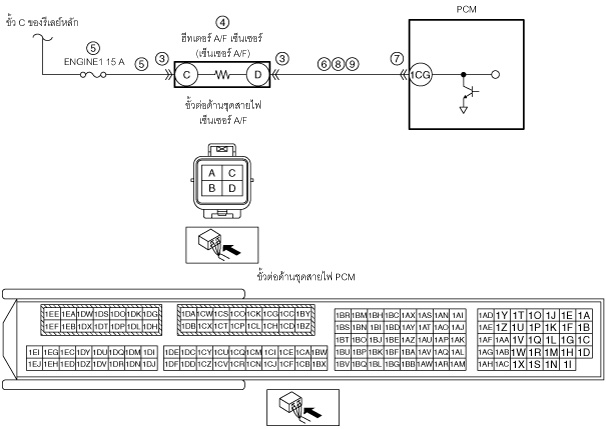 ขั้ว C ของรีเลย์หลัก
④
PCM
ฮีทเตอร์ A/F เซ็นเซอร์
(เซ็นเซอร์ A/F)
⑤
ENGINE1 15 A
⑤ ③ C D ③ ⑥⑧⑨ ⑦ 1CG
ขั้วต่อด้านชุดสายไฟ
เซ็นเซอร์ A/F
A C
B D
ขั้วต่อด้านชุดสายไฟ PCM
1EE 1EA 1DW 1DS 1DO 1DK 1DG 1DA 1CW 1CS 1CO 1CK 1CG 1CC 1BY 1BR 1BM 1BH 1BC 1AX 1AS 1AN 1AI 1AD 1Y 1T 1O 1J 1E 1A
1EF 1EB 1DX 1DT 1DP 1DL 1DH 1DB 1CX 1CT 1CP 1CL 1CH 1CD 1BZ 1BS 1BN 1BI 1BD 1AY 1AT 1AO 1AJ 1AE 1Z 1U 1P 1K 1F 1B
1BT 1BO 1BJ 1BE 1AZ 1AU 1AP 1AK 1AF 1AA 1V 1Q 1L 1G 1C
1EI 1EG 1EC 1DY 1DU 1DQ 1DM 1DI 1DE 1DC 1CY 1CU 1CQ 1CM 1CI 1CE 1CA 1BW 1BU 1BP 1BK 1BF 1BA 1AV 1AQ 1AL 1AG 1AB 1W 1R 1M 1H 1D
1EJ 1EH 1ED 1DZ 1DV 1DR 1DN 1DJ 1DF 1DD 1CZ 1CV 1CR 1CN 1CJ 1CF 1CB 1BX 1BV 1BQ 1BL 1BG 1BB 1AW 1AR 1AM 1AH 1AC 1X 1S 1N 1I